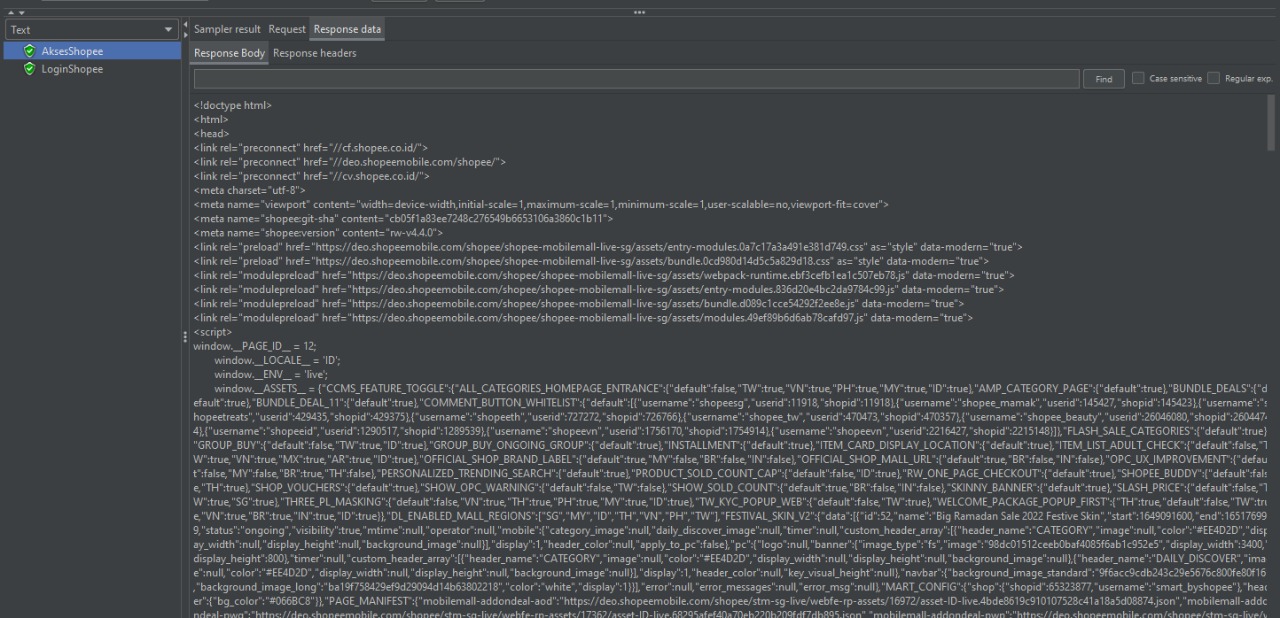 Text
AksesShopee
LoginShopee
Sampler result Request Response data
Response Body Response headers
Find Case sensitive Regular exp.
<!doctype html>
<html>
<head>
<link rel="preconnect" href="//cf.shopee.co.id/">
<link rel="preconnect" href="//deo.shopeemobile.com/shopee/">
<link rel="preconnect" href="//cv.shopee.co.id/">
<meta charset="utf-8">
<meta name="viewport" content="width=device-width,initial-scale=1,maximum-scale=1,minimum-scale=1,user-scalable=no,viewport-fit=cover">
<meta name="shopee:git-sha" content="cb05f1a83ee7248c276549b6653106a3860c1b11">
<meta name="shopee:version" content="rw-v4.4.0">
<link rel="preload" href="https://deo.shopeemobile.com/shopee/shopee-mobilemall-live-sg/assets/entry-modules.0a7c17a3a491e381d749.css" as="style" data-modern="true">
<link rel="preload" href="https://deo.shopeemobile.com/shopee/shopee-mobilemall-live-sg/assets/bundle.0cd980d14d5c5a829d18.css" as="style" data-modern="true">
<link rel="modulepreload" href="https://deo.shopeemobile.com/shopee/shopee-mobilemall-live-sg/assets/webpack-runtime.ebf3cefb1ea1c507eb78.js" data-modern="true">
<link rel="modulepreload" href="https://deo.shopeemobile.com/shopee/shopee-mobilemall-live-sg/assets/entry-modules.836d20e4bc2da9784c99.js" data-modern="true">
<link rel="modulepreload" href="https://deo.shopeemobile.com/shopee/shopee-mobilemall-live-sg/assets/bundle.d089c1cce54292f2ee8e.js" data-modern="true">
<link rel="modulepreload" href="https://deo.shopeemobile.com/shopee/shopee-mobilemall-live-sg/assets/modules.49ef89b6d6ab78cafd97.js" data-modern="true">
<script>
window.__PAGE_ID__ = 12;
window.__LOCALE__ = 'ID';
window.__ENV__ = 'live';
window.__ASSETS__ = {"CCMS_FEATURE_TOGGLE":{"ALL_CATEGORIES_HOMEPAGE_ENTRANCE":{"default":false,"TW":true,"VN":true,"PH":true,"MY":true,"ID":true},"AMP_CATEGORY_PAGE":{"default":true},"BUNDLE_DEALS":{"d
efault":true},"BUNDLE_DEAL_11":{"default":true},"COMMENT_BUTTON_WHITELIST":{"default":[{"username":"shopeesg","userid":11918,"shopid":11918},{"username":"shopee_mamak","userid":145427,"shopid":145423},{"username":"s
hopeetreats","userid":429435,"shopid":429375},{"username":"shopeeth","userid":727272,"shopid":726766},{"username":"shopee_tw","userid":470473,"shopid":470357},{"username":"shopee_beauty","userid":26046080,"shopid":2604474
4},{"username":"shopeeid","userid":1290517,"shopid":1289539},{"username":"shopeevn","userid":1756170,"shopid":1754914},{"username":"shopeevn","userid":2216427,"shopid":2215148}]},"FLASH_SALE_CATEGORIES":{"default":true}
"GROUP_BUY":{"default":false,"TW":true,"ID":true},"GROUP_BUY_ONGOING_GROUP":{"default":true},"INSTALLMENT":{"default":true},"ITEM_CARD_DISPLAY_LOCATION":{"default":true},"ITEM_LIST_ADULT_CHECK":{"default":false,"T
W":true,"VN":true,"MX":true,"AR":true,"ID":true},"OFFICIAL_SHOP_BRAND_LABEL":{"default":true,"MY":false,"BR":false,"IN":false},"OFFICIAL_SHOP_MALL_URL":{"default":true,"BR":false,"IN":false},"OPC_UX_IMPROVEMENT":{"defaul
t":false,"MY":false,"BR":true,"TH":false},"PERSONALIZED_TRENDING_SEARCH":{"default":true},"PRODUCT_SOLD_COUNT_CAP":{"default":false,"ID":true},"RW_ONE_PAGE_CHECKOUT":{"default":true},"SHOPEE_BUDDY":{"default":fals
e,"TH":true},"SHOP_VOUCHERS":{"default":true},"SHOW_OPC_WARNING":{"default":false,"TW":false},"SHOW_SOLD_COUNT":{"default":true,"BR":false,"IN":false},"SKINNY_BANNER":{"default":true},"SLASH_PRICE":{"default":false,"T
W":true,"SG":true},"THREE_PL_MASKING":{"default":false,"VN":true,"TH":true,"PH":true,"MY":true,"ID":true},"TW_KYC_POPUP_WEB":{"default":false,"TW":true},"WELCOME_PACKAGE_POPUP_FIRST":{"TH":true,"default":false,"TW":tru
e,"VN":true,"BR":true,"IN":true,"ID":true}},"DL_ENABLED_MALL_REGIONS":["SG","MY","ID","TH","VN","PH","TW"],"FESTIVAL_SKIN_V2":{"data":[[{"id":52,"name":"Big Ramadan Sale 2022 Festive Skin","start":1649091600,"end":16517699
9,"status":"ongoing","visibility":true,"mtime":null,"operator":null,"mobile":{"category_image":null,"daily_discover_image":null,"timer":null,"custom_header_array":[{"header_name":"CATEGORY","image":null,"color":"#EE4D2D","displ
ay_width":null,"display_height":null,"background_image":null}],"display":1,"header_color":null,"apply_to_pc":false},"pc":{"logo":null,"banner":{"image_type":"fs","image":"98dc01512ceeb0baf4085f6ab1c952e5","display_width":3400,
display_height":800},"timer":null,"custom_header_array":[{"header_name":"CATEGORY","image":null,"color":"#EE4D2D","display_width":null,"display_height":null,"background_image":null},{"header_name":"DAILY_DISCOVER","ima
e":null,"color":"#EE4D2D","display_width":null,"display_height":null,"background_image":null}],"display":1,"header_color":null,"key_visual_height":null},"navbar":{"background_image_standard":"9f6acc9cdb243c29e5676c800fe80f16
,"background_image_long":"ba19f758429ef9d29094d14b63802218","color":"white","display":1}}],"error":null,"error_messages":null,"error_msg":null},"MART_CONFIG":{"shop":{"shopid":65323877,"username":"smart_byshopee"},"head
er":{"bg_color":"#066BC8"}},"PAGE_MANIFEST":{"mobilemall-addondeal-aod":"https://deo.shopeemobile.com/shopee/stm-sg-live/webfe-rp-assets/16972/asset-ID-live.4bde8619c910107528c41a18a5d08874.json","mobilemall-addo
ndeal-pwp":"https://deo.shopeemobile.com/shopee/stm-sg-live/webfe-rp-assets/17362/asset-ID-live.68295afef40a70eb220b209fdf7db895.json","mobilemall-addondeal":"https://deo.shopeemobile.com/shopee/stm-sg-live/w